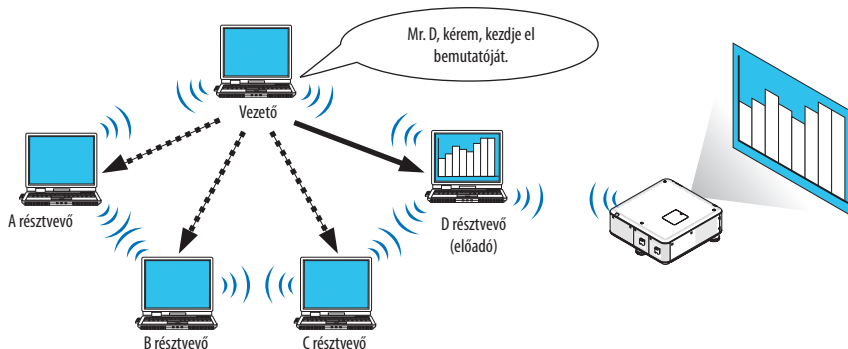 Mr. D, kérem, kezdje el
bemutatóját.
Vezető
A résztvevő
D résztvevő
(előadó)
B résztvevő
C résztvevő